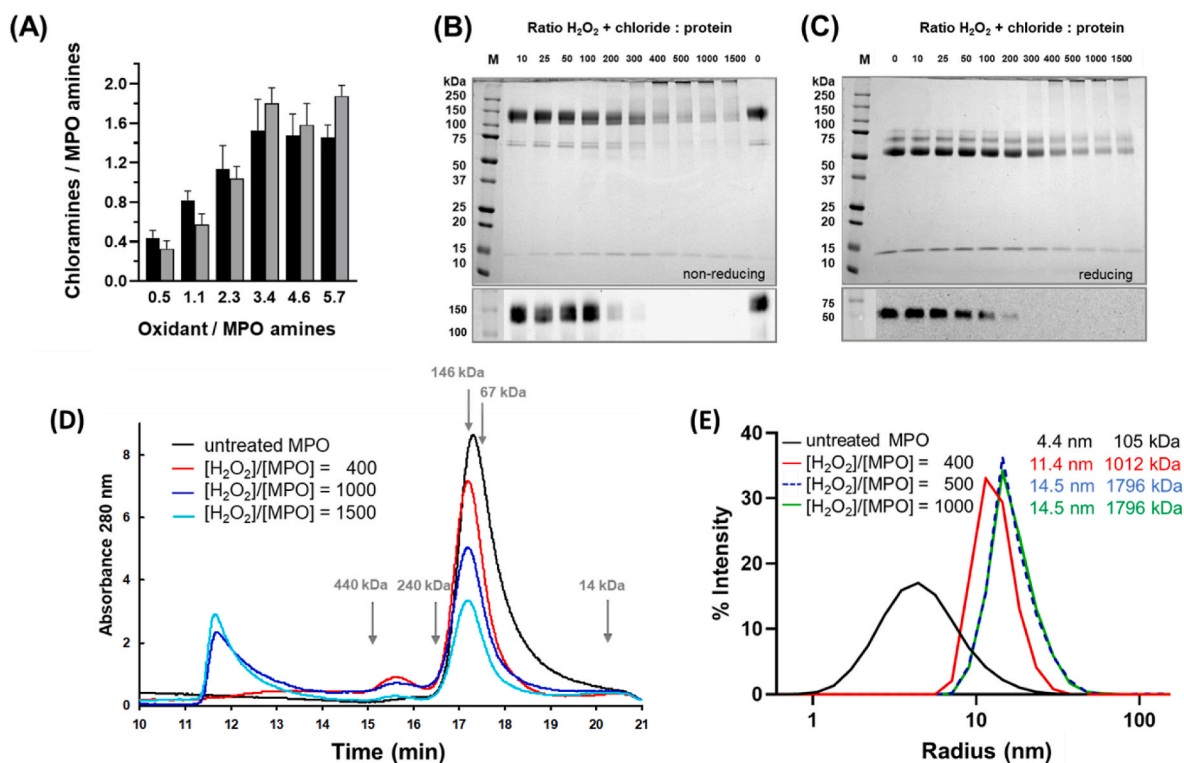 (A)
Chloramines / MPO amines
2.0
1.6
1.2
0.8
0.4
0.0
0.5 1.1 2.3 3.4 4.6 5.7
Oxidant / MPO amines
(B)
Ratio H₂O₂ + chloride : protein
M 10 25 50 100 200 300 400 500 1000 1500 0
kDa
250
150
100
75
50
37
25
20
15
10
non-reducing
150
100
(C)
Ratio H₂O₂ + chloride : protein
M 0 10 25 50 100 200 300 400 500 1000 1500
kDa
250
150
100
75
50
37
25
20
15
10
reducing
75
50
(D)
146 kDa
67 kDa
untreated MPO
[H₂O₂]/[MPO] = 400
[H₂O₂]/[MPO] = 1000
[H₂O₂]/[MPO] = 1500
440 kDa
240 kDa
14 kDa
Absorbance 280 nm
8
6
4
2
0
10 11 12 13 14 15 16 17 18 19 20 21
Time (min)
(E)
untreated MPO 4.4 nm 105 kDa
[H₂O₂]/[MPO] = 400 11.4 nm 1012 kDa
[H₂O₂]/[MPO] = 500 14.5 nm 1796 kDa
[H₂O₂]/[MPO] = 1000 14.5 nm 1796 kDa
% Intensity
50
40
30
20
10
0
1 10 100
Radius (nm)